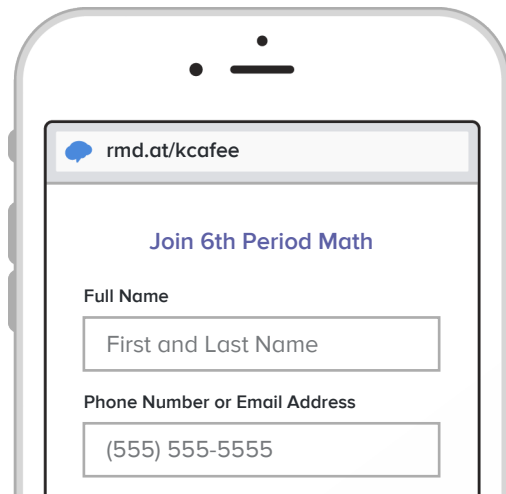 rmd.at/kcafee
Join 6th Period Math
Full Name
First and Last Name
Phone Number or Email Address
(555) 555-5555